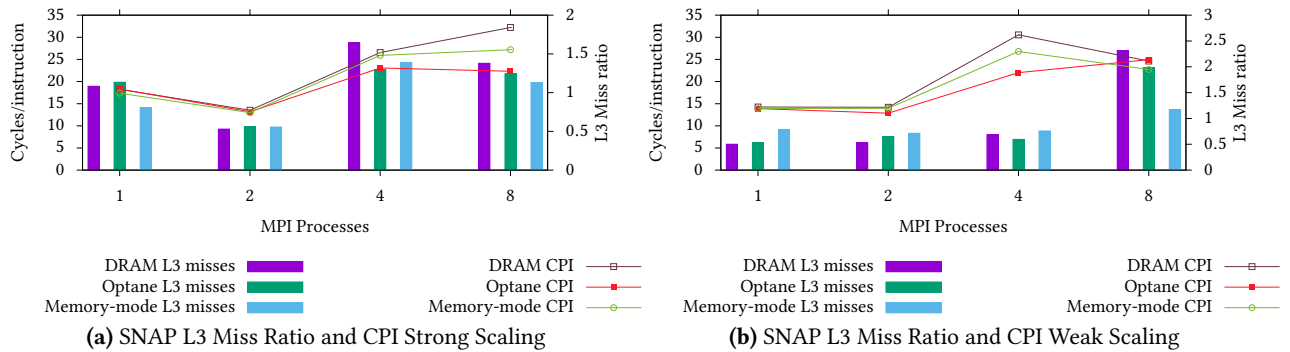 35
30
25
20
15
10
5
0
Cycles/instruction
2
1.5
1
0.5
0
L3 Miss ratio
1 2 4 8
MPI Processes
DRAM L3 misses
Optane L3 misses
Memory-mode L3 misses
DRAM CPI
Optane CPI
Memory-mode CPI
(a) SNAP L3 Miss Ratio and CPI Strong Scaling
35
30
25
20
15
10
5
0
Cycles/instruction
3
2.5
2
1.5
1
0.5
0
L3 Miss ratio
1 2 4 8
MPI Processes
DRAM L3 misses
Optane L3 misses
Memory-mode L3 misses
DRAM CPI
Optane CPI
Memory-mode CPI
(b) SNAP L3 Miss Ratio and CPI Weak Scaling